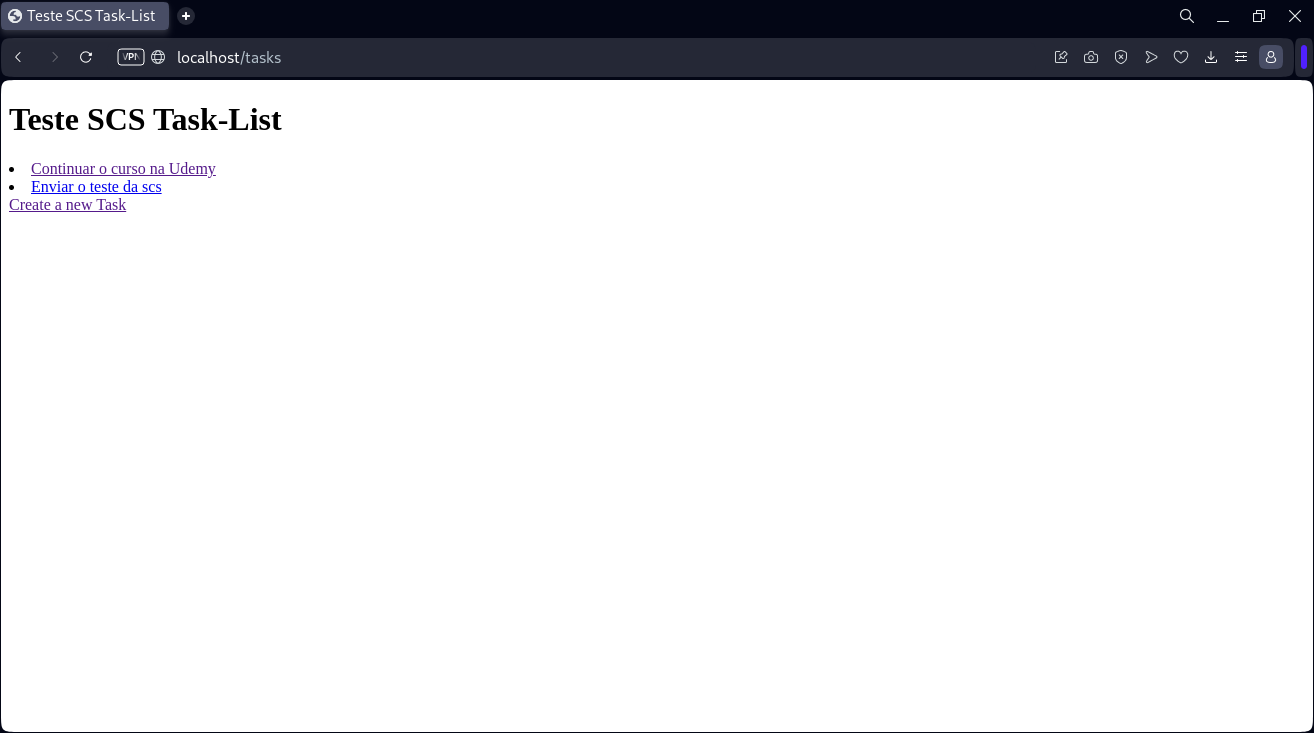 Teste SCS Task-List
VPN
localhost/tasks
Teste SCS Task-List
Continuar o curso na Udemy
Enviar o teste da scs
Create a new Task